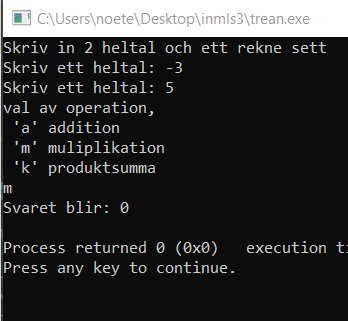 C:\Users\noete\Desktop\inmls3\trean.exe
Skriv in 2 heltal och ett rekne sett
Skriv ett heltal: -3
Skriv ett heltal: 5
val av operation,
'a' addition
'm' muliplikation
'k' produktsumma
m
Svaret blir: 0
Process returned 0 (0x0) execution
Press any key to continue.